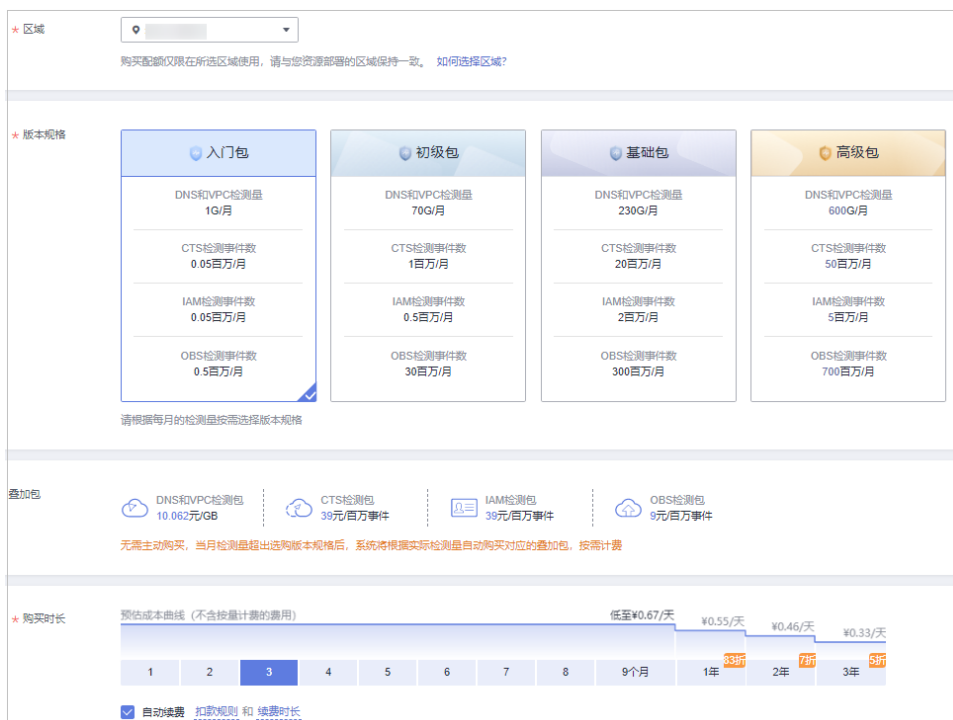 * 区域
购买配额仅限在所选区域使用，请与您资源部署的区域保持一致。 如何选择区域?
* 版本规格
入门包
DNS和VPC检测量
1G/月
CTS检测事件数
0.05百万/月
IAM检测事件数
0.05百万/月
OBS检测事件数
0.5百万/月
初级包
DNS和VPC检测量
70G/月
CTS检测事件数
1百万/月
IAM检测事件数
0.5百万/月
OBS检测事件数
30百万/月
基础包
DNS和VPC检测量
230G/月
CTS检测事件数
20百万/月
IAM检测事件数
2百万/月
OBS检测事件数
300百万/月
高级包
DNS和VPC检测量
600G/月
CTS检测事件数
50百万/月
IAM检测事件数
5百万/月
OBS检测事件数
700百万/月
请根据每月的检测量按需选择版本规格
叠加包
DNS和VPC检测包
10.062元/GB
CTS检测包
39元/百万事件
IAM检测包
39元/百万事件
OBS检测包
9元/百万事件
无需主动购买，当月检测量超出选购版本规格后，系统将根据实际检测量自动购买对应的叠加包，按需计费
* 购买时长
预估成本曲线（不含按量计费的费用）
低至¥0.67/天
¥0.55/天
¥0.46/天
¥0.33/天
83折
7折
5折
1 2 3 4 5 6 7 8 9个月 1年 2年 3年
自动续费 扣款规则 和 续费时长